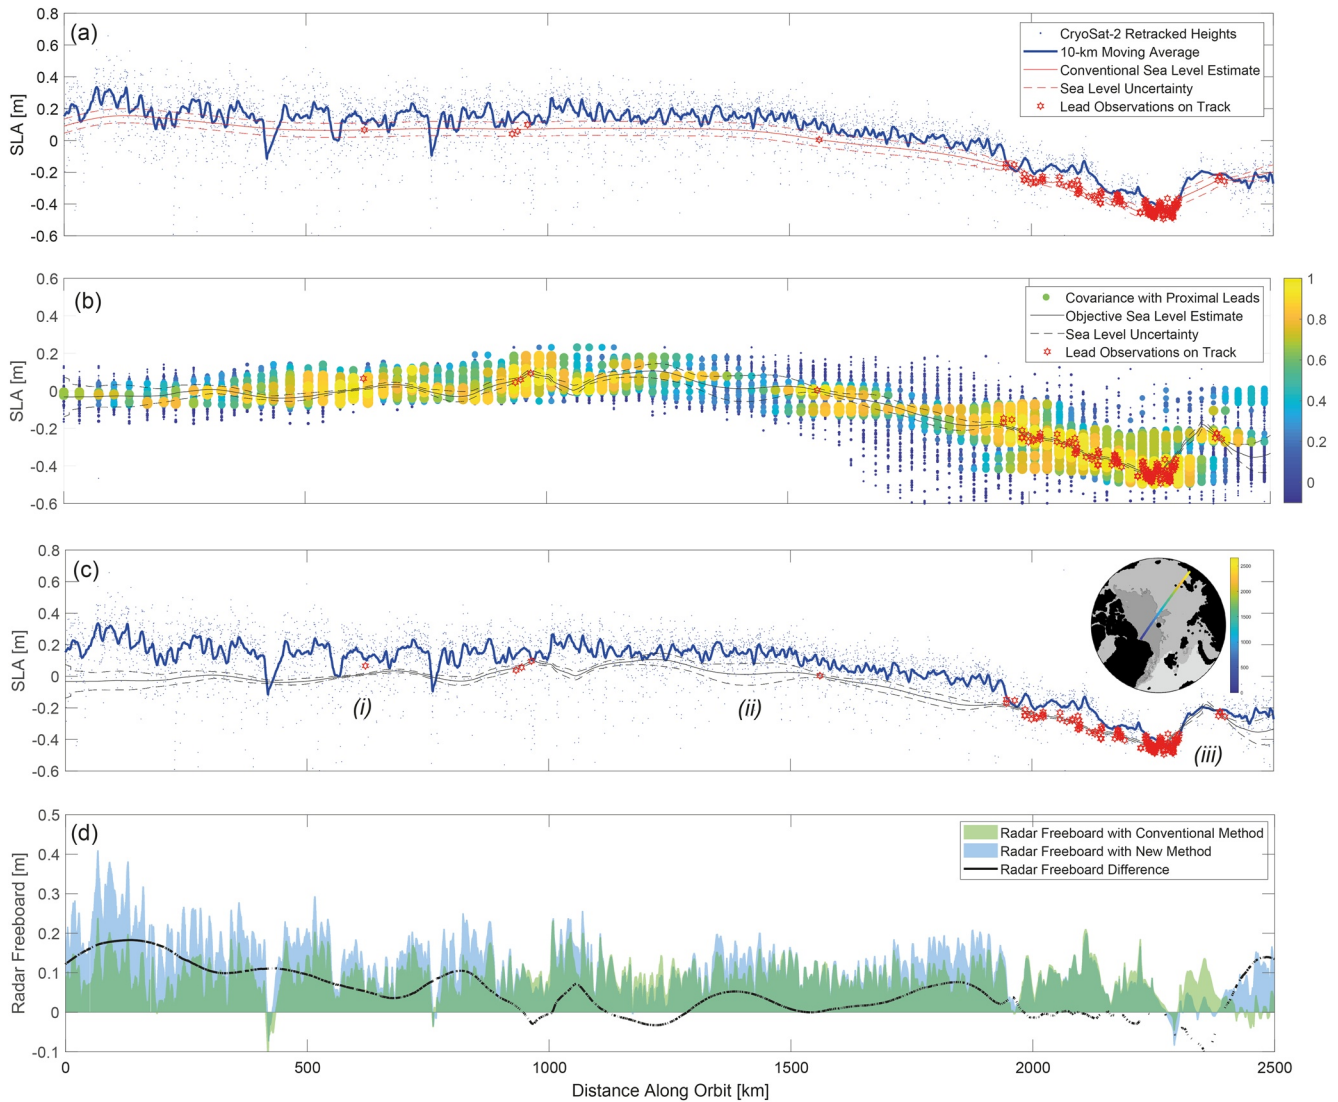 (a)
0.8
0.6
0.4
0.2
0
-0.2
-0.4
-0.6
SLA [m]
CryoSat-2 Retracked Heights
10-km Moving Average
Conventional Sea Level Estimate
Sea Level Uncertainty
Lead Observations on Track
(b)
0.6
0.4
0.2
0
-0.2
-0.4
-0.6
SLA [m]
Covariance with Proximal Leads
Objective Sea Level Estimate
Sea Level Uncertainty
Lead Observations on Track
1
0.8
0.6
0.4
0.2
0
(c)
0.8
0.6
0.4
0.2
0
-0.2
-0.4
-0.6
SLA [m]
(i)
(ii)
(iii)
2500
2000
1500
1000
500
0
(d)
0.5
0.4
0.3
0.2
0.1
0
-0.1
Radar Freeboard [m]
Radar Freeboard with Conventional Method
Radar Freeboard with New Method
Radar Freeboard Difference
0 500 1000 1500 2000 2500
Distance Along Orbit [km]